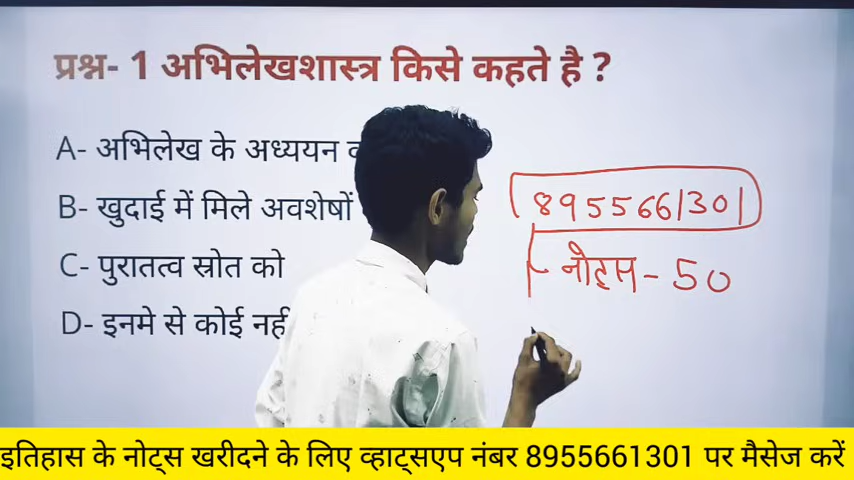 प्रश्न- 1 अभिलेखशास्त्र किसे कहते है ?
A- अभिलेख के अध्ययन
B- खुदाई में मिले अवशेषों
C- पुरातत्व स्रोत को
D- इनमे से कोई नही
8955661301
नोट्स - 50
इतिहास के नोट्स खरीदने के लिए व्हाट्सएप नंबर 8955661301 पर मैसेज करें